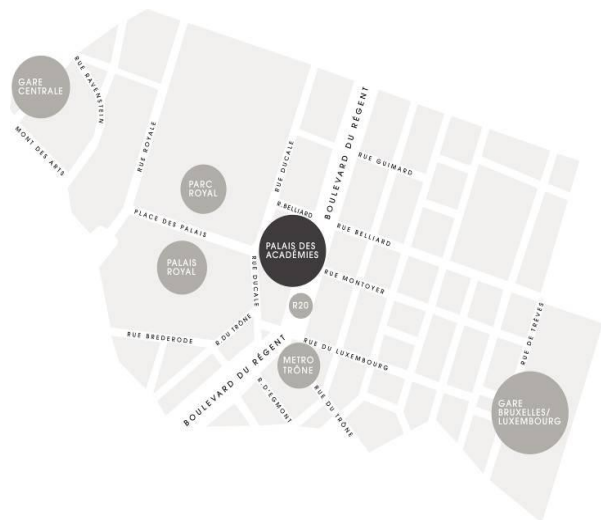 GARE
CENTRALE
RUE RAVENSTEIN
MONT DES ARTS
RUE ROYALE
RUE DUCALE
BOULEVARD DU RÉGENT
RUE GUIMARD
PARC
ROYAL
R.BELLIARD
PLACE DES PALAIS
RUE BELLIARD
PALAIS DES
ACADÉMIES
PALAIS
ROYAL
RUE DUCALE
RUE MONTOYER
R20
RUE DE TRÈVES
RUE BREDERODE
R.DU TRÔNE
BOULEVARD DU RÉGENT
RUE DU LUXEMBOURG
METRO
TRÔNE
R. D'EGMONT
RUE DU TRÔNE
GARE
BRUXELLES/
LUXEMBOURG